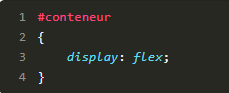 1 #conteneur
2 {
3     display: flex;
4 }